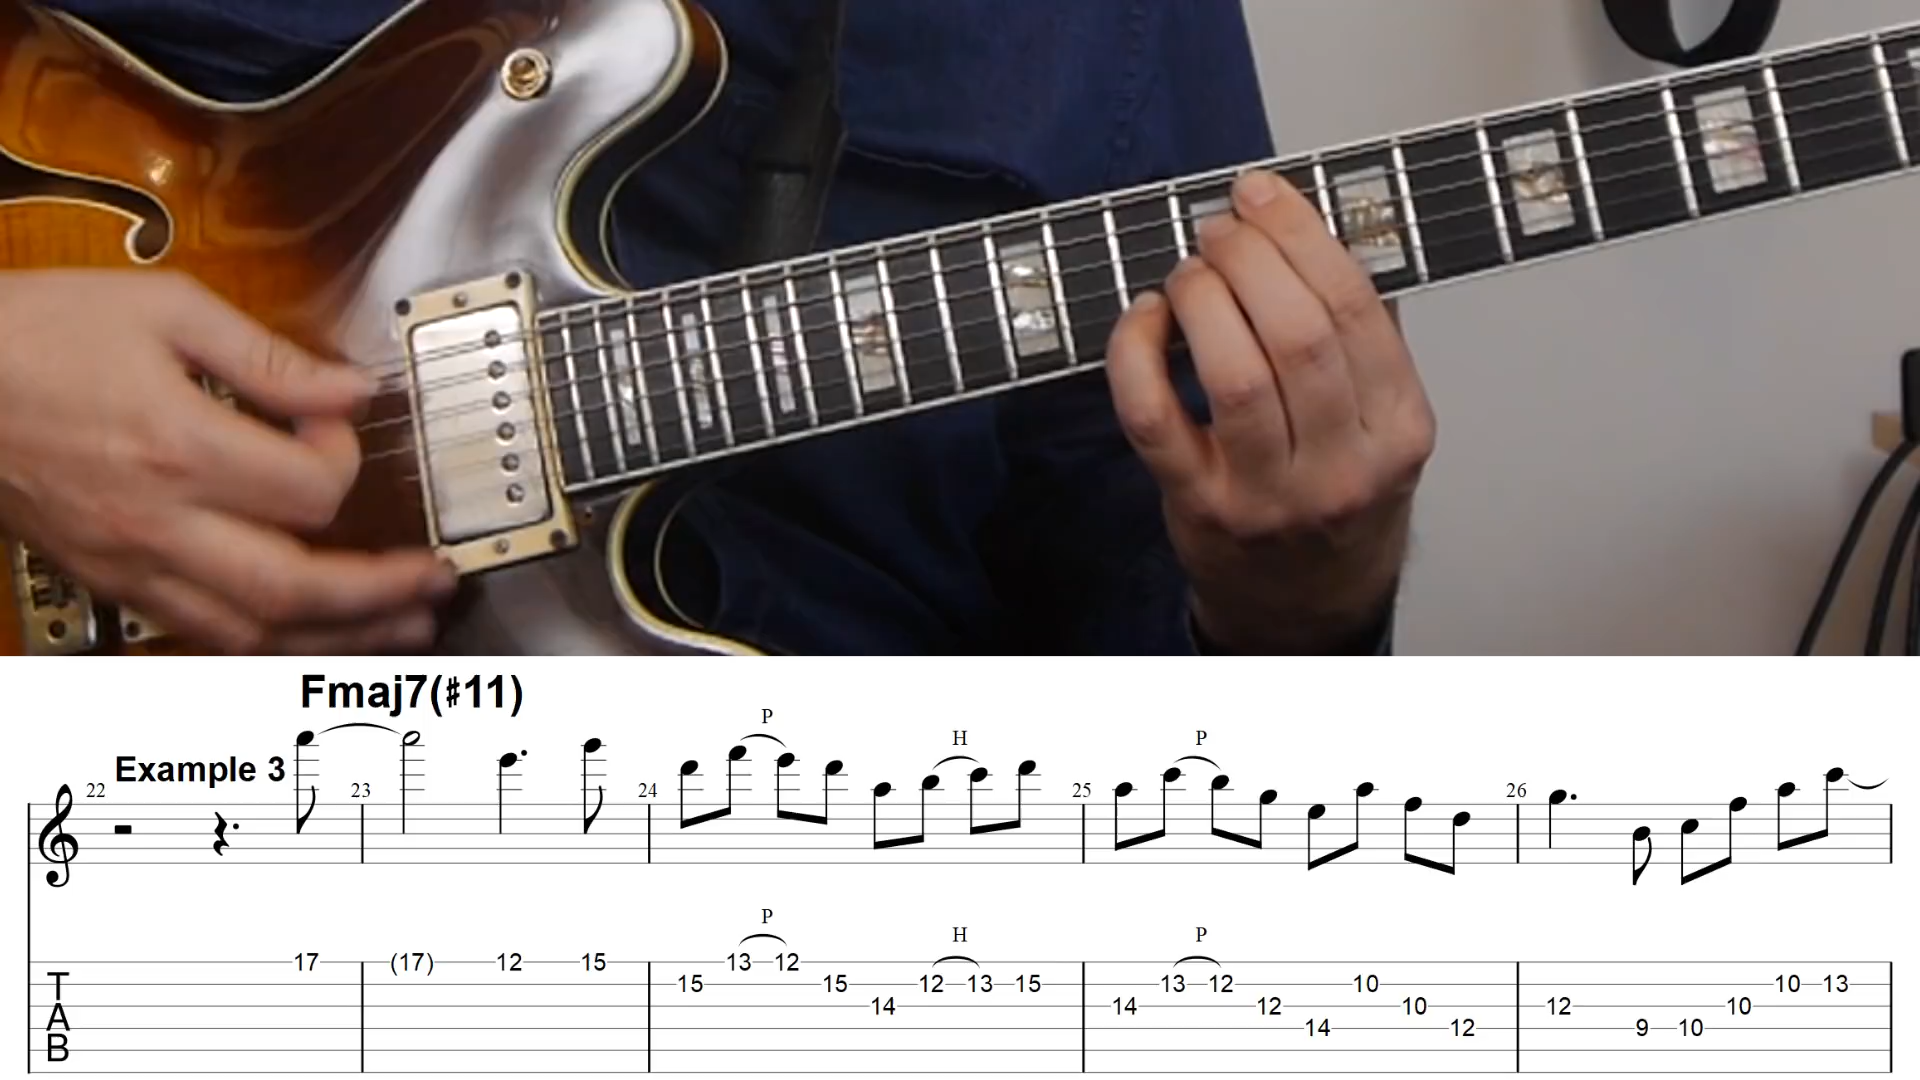 Fmaj7(♯11)
Example 3
22 23 24 25 26
P H P
P H P
17 (17) 12 15 13 12
15 15 12 13 15 13 12 10 10 13
14 14 12 10 12 10
14 12 9 10
T
A
B